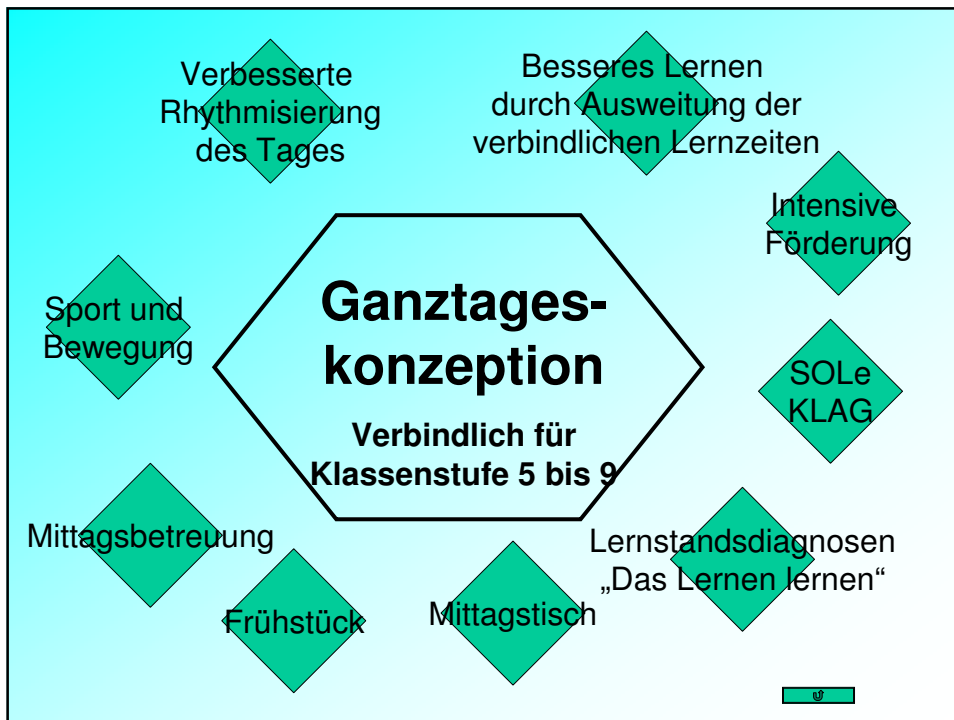 Verbesserte
Rhythmisierung
des Tages
Besseres Lernen
durch Ausweitung der
verbindlichen Lernzeiten
Intensive
Förderung
Ganztages-
konzeption
Verbindlich für
Klassenstufe 5 bis 9
Sport und
Bewegung
SOLe
KLAG
Mittagsbetreuung
Lernstandsdiagnosen
„Das Lernen lernen“
Frühstück
Mittagstisch